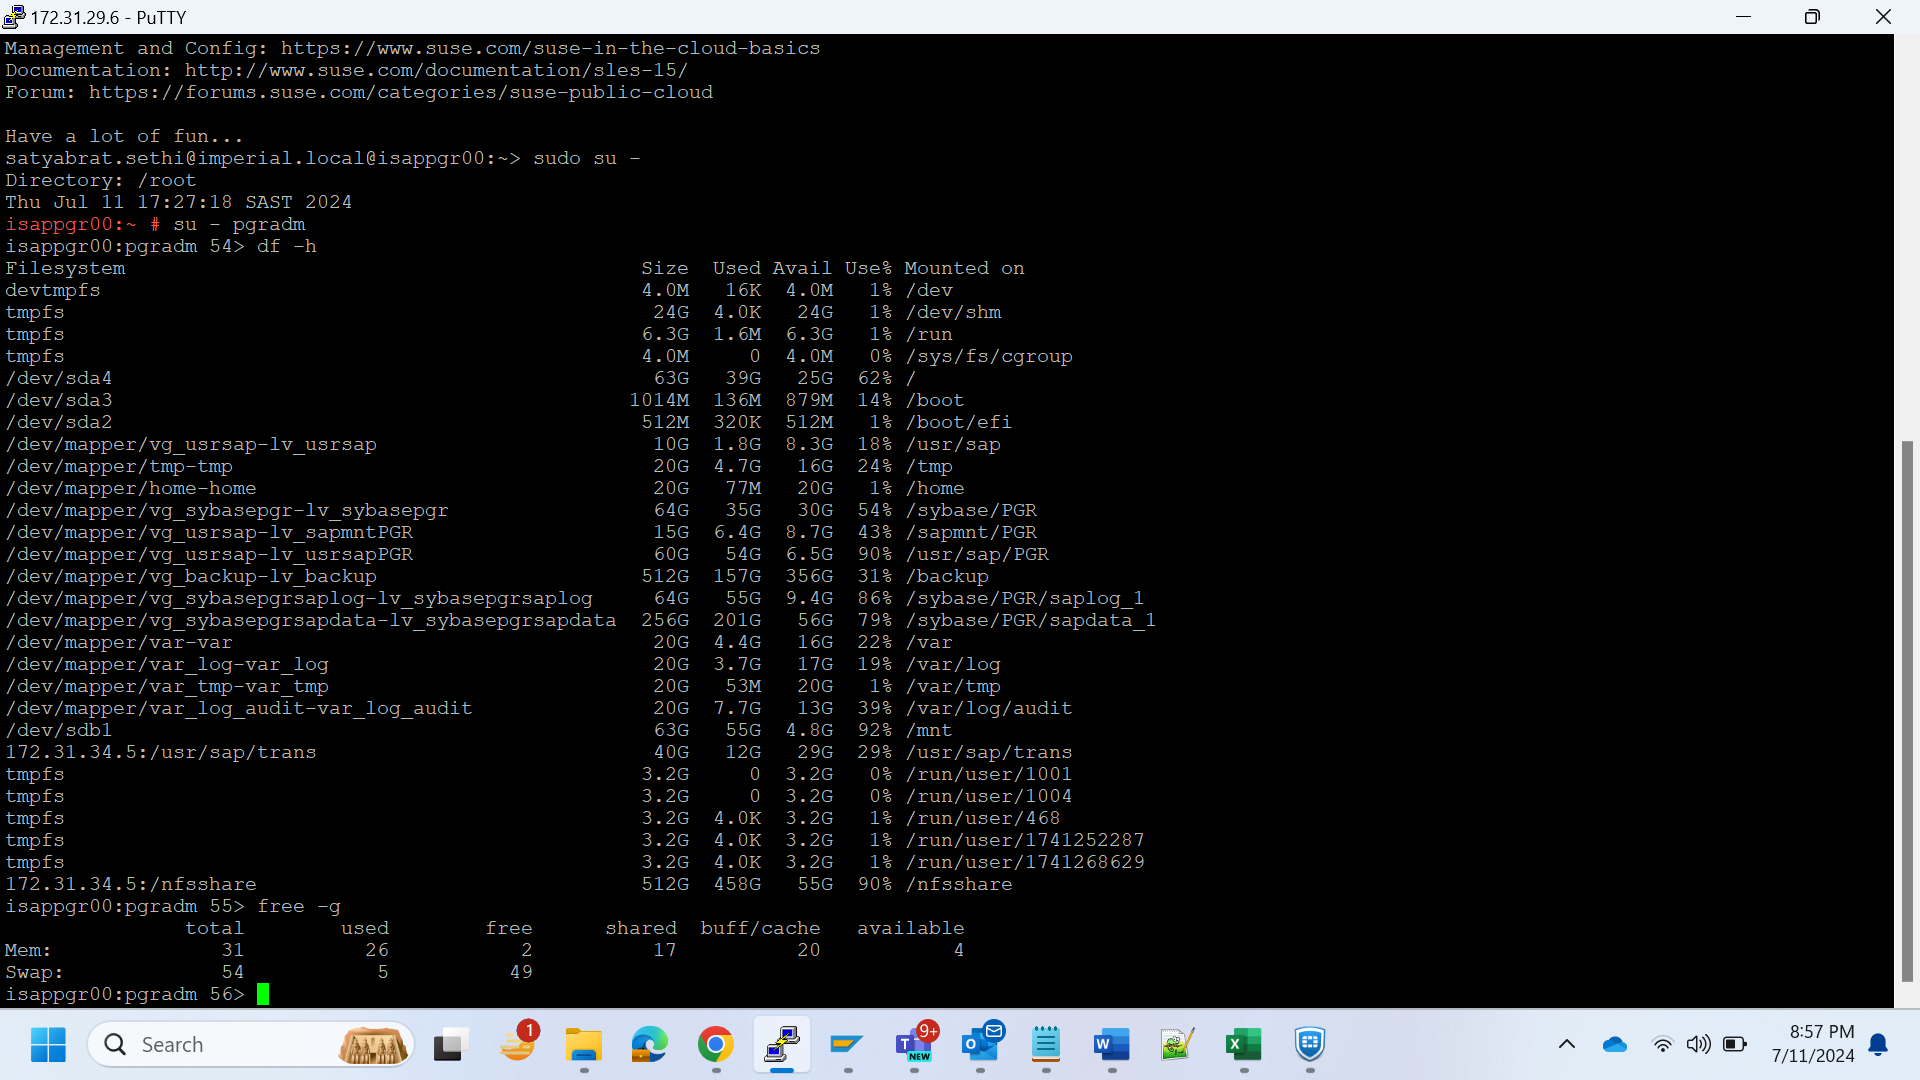 172.31.29.6 - PuTTY
Management and Config: https://www.suse.com/suse-in-the-cloud-basics
Documentation: http://www.suse.com/documentation/sles-15/
Forum: https://forums.suse.com/categories/suse-public-cloud
Have a lot of fun...
satyabrat.sethi@imperial.local@isappgr00:~> sudo su -
Directory: /root
Thu Jul 11 17:27:18 SAST 2024
isappgr00:~ # su - pgradm
isappgr00:pgradm 54> df -h
Filesystem Size Used Avail Use% Mounted on
devtmpfs 4.0M 16K 4.0M 1% /dev
tmpfs 24G 4.0K 24G 1% /dev/shm
tmpfs 6.3G 1.6M 6.3G 1% /run
tmpfs 4.0M 0 4.0M 0% /sys/fs/cgroup
/dev/sda4 63G 39G 25G 62% /
/dev/sda3 1014M 136M 879M 14% /boot
/dev/sda2 512M 320K 512M 1% /boot/efi
/dev/mapper/vg_usrsap-lv_usrsap 10G 1.8G 8.3G 18% /usr/sap
/dev/mapper/tmp-tmp 20G 4.7G 16G 24% /tmp
/dev/mapper/home-home 20G 77M 20G 1% /home
/dev/mapper/vg_sybasepgr-lv_sybasepgr 64G 35G 30G 54% /sybase/PGR
/dev/mapper/vg_usrsap-lv_sapmntPGR 15G 6.4G 8.7G 43% /sapmnt/PGR
/dev/mapper/vg_usrsap-lv_usrsapPGR 60G 54G 6.5G 90% /usr/sap/PGR
/dev/mapper/vg_backup-lv_backup 512G 157G 356G 31% /backup
/dev/mapper/vg_sybasepgrsaplog-lv_sybasepgrsaplog 64G 55G 9.4G 86% /sybase/PGR/saplog_1
/dev/mapper/vg_sybasepgrsapdata-lv_sybasepgrsapdata 256G 201G 56G 79% /sybase/PGR/sapdata_1
/dev/mapper/var-var 20G 4.4G 16G 22% /var
/dev/mapper/var_log-var_log 20G 3.7G 17G 19% /var/log
/dev/mapper/var_tmp-var_tmp 20G 53M 20G 1% /var/tmp
/dev/mapper/var_log_audit-var_log_audit 20G 7.7G 13G 39% /var/log/audit
/dev/sdb1 63G 55G 4.8G 92% /mnt
172.31.34.5:/usr/sap/trans 40G 12G 29G 29% /usr/sap/trans
tmpfs 3.2G 0 3.2G 0% /run/user/1001
tmpfs 3.2G 0 3.2G 0% /run/user/1004
tmpfs 3.2G 4.0K 3.2G 1% /run/user/468
tmpfs 3.2G 4.0K 3.2G 1% /run/user/1741252287
tmpfs 3.2G 4.0K 3.2G 1% /run/user/1741268629
172.31.34.5:/nfsshare 512G 458G 55G 90% /nfsshare
isappgr00:pgradm 55> free -g
total used free shared buff/cache available
Mem: 31 26 2 17 20 4
Swap: 54 5 49
isappgr00:pgradm 56>
Search
1
9+
NEW
8:57 PM
7/11/2024